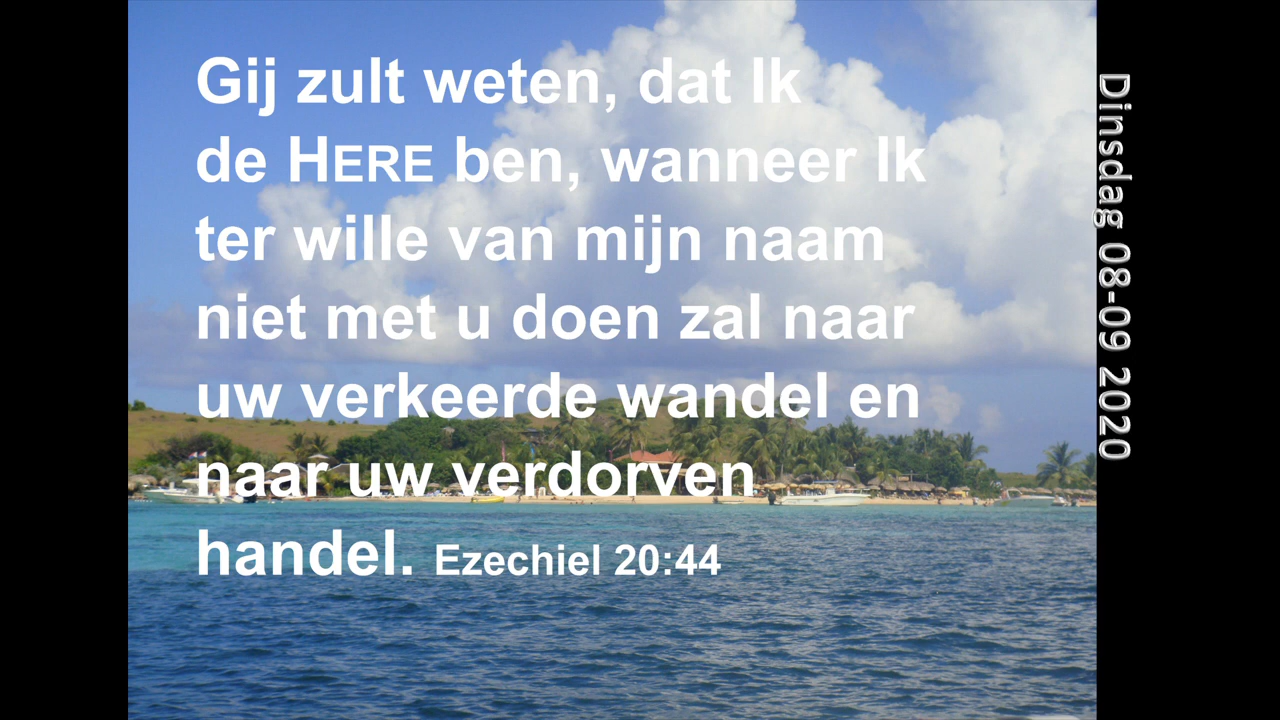 Gij zult weten, dat Ik
de HERE ben, wanneer Ik
ter wille van mijn naam
niet met u doen zal naar
uw verkeerde wandel en
naar uw verdorven
handel. Ezechiel 20:44
Dinsdag 08-09 2020